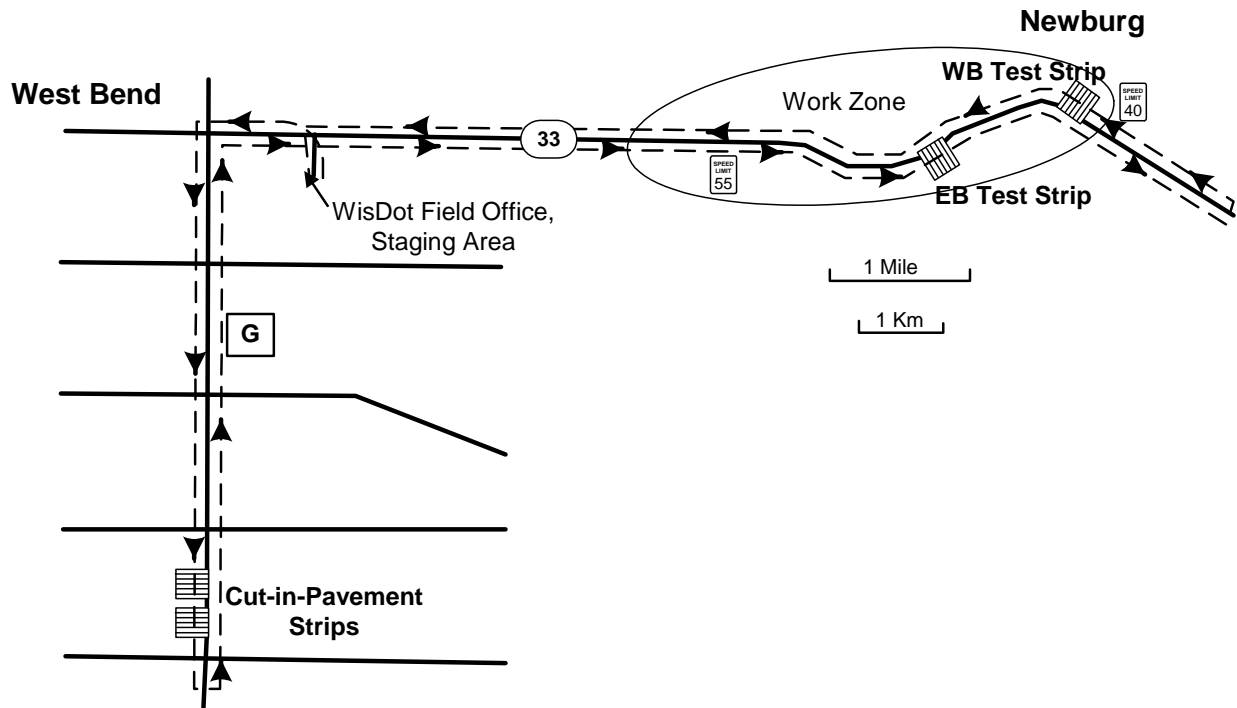 Newburg
West Bend
WB Test Strip
Work Zone
SPEED
LIMIT
40
33
SPEED
LIMIT
55
EB Test Strip
WisDot Field Office,
Staging Area
1 Mile
1 Km
G
Cut-in-Pavement
Strips